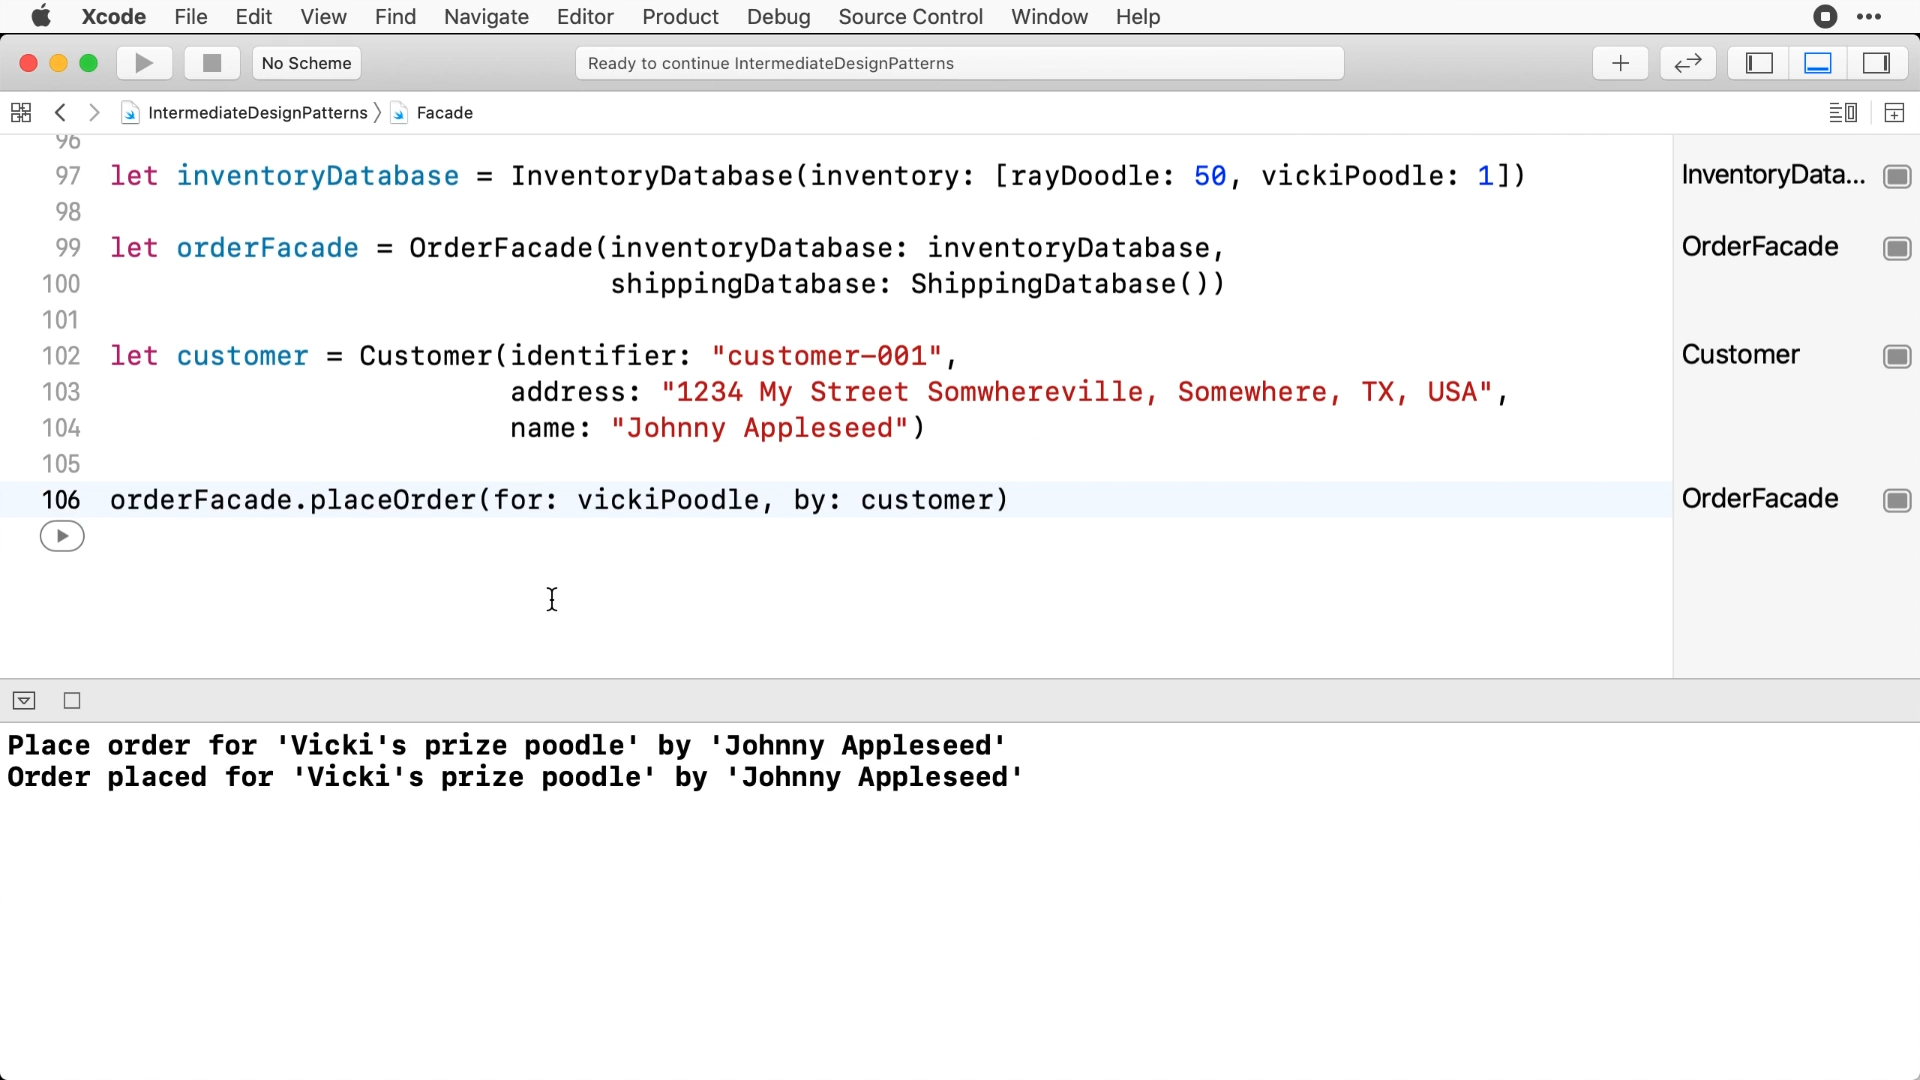 Xcode File Edit View Find Navigate Editor Product Debug Source Control Window Help
No Scheme
Ready to continue IntermediateDesignPatterns
IntermediateDesignPatterns Facade
96
97 let inventoryDatabase = InventoryDatabase(inventory: [rayDoodle: 50, vickiPoodle: 1]) InventoryData...
98
99 let orderFacade = OrderFacade(inventoryDatabase: inventoryDatabase, OrderFacade
100 shippingDatabase: ShippingDatabase())
101
102 let customer = Customer(identifier: "customer-001", Customer
103 address: "1234 My Street Somwhereville, Somewhere, TX, USA",
104 name: "Johnny Appleseed")
105
106 orderFacade.placeOrder(for: vickiPoodle, by: customer) OrderFacade
Place order for 'Vicki's prize poodle' by 'Johnny Appleseed'
Order placed for 'Vicki's prize poodle' by 'Johnny Appleseed'